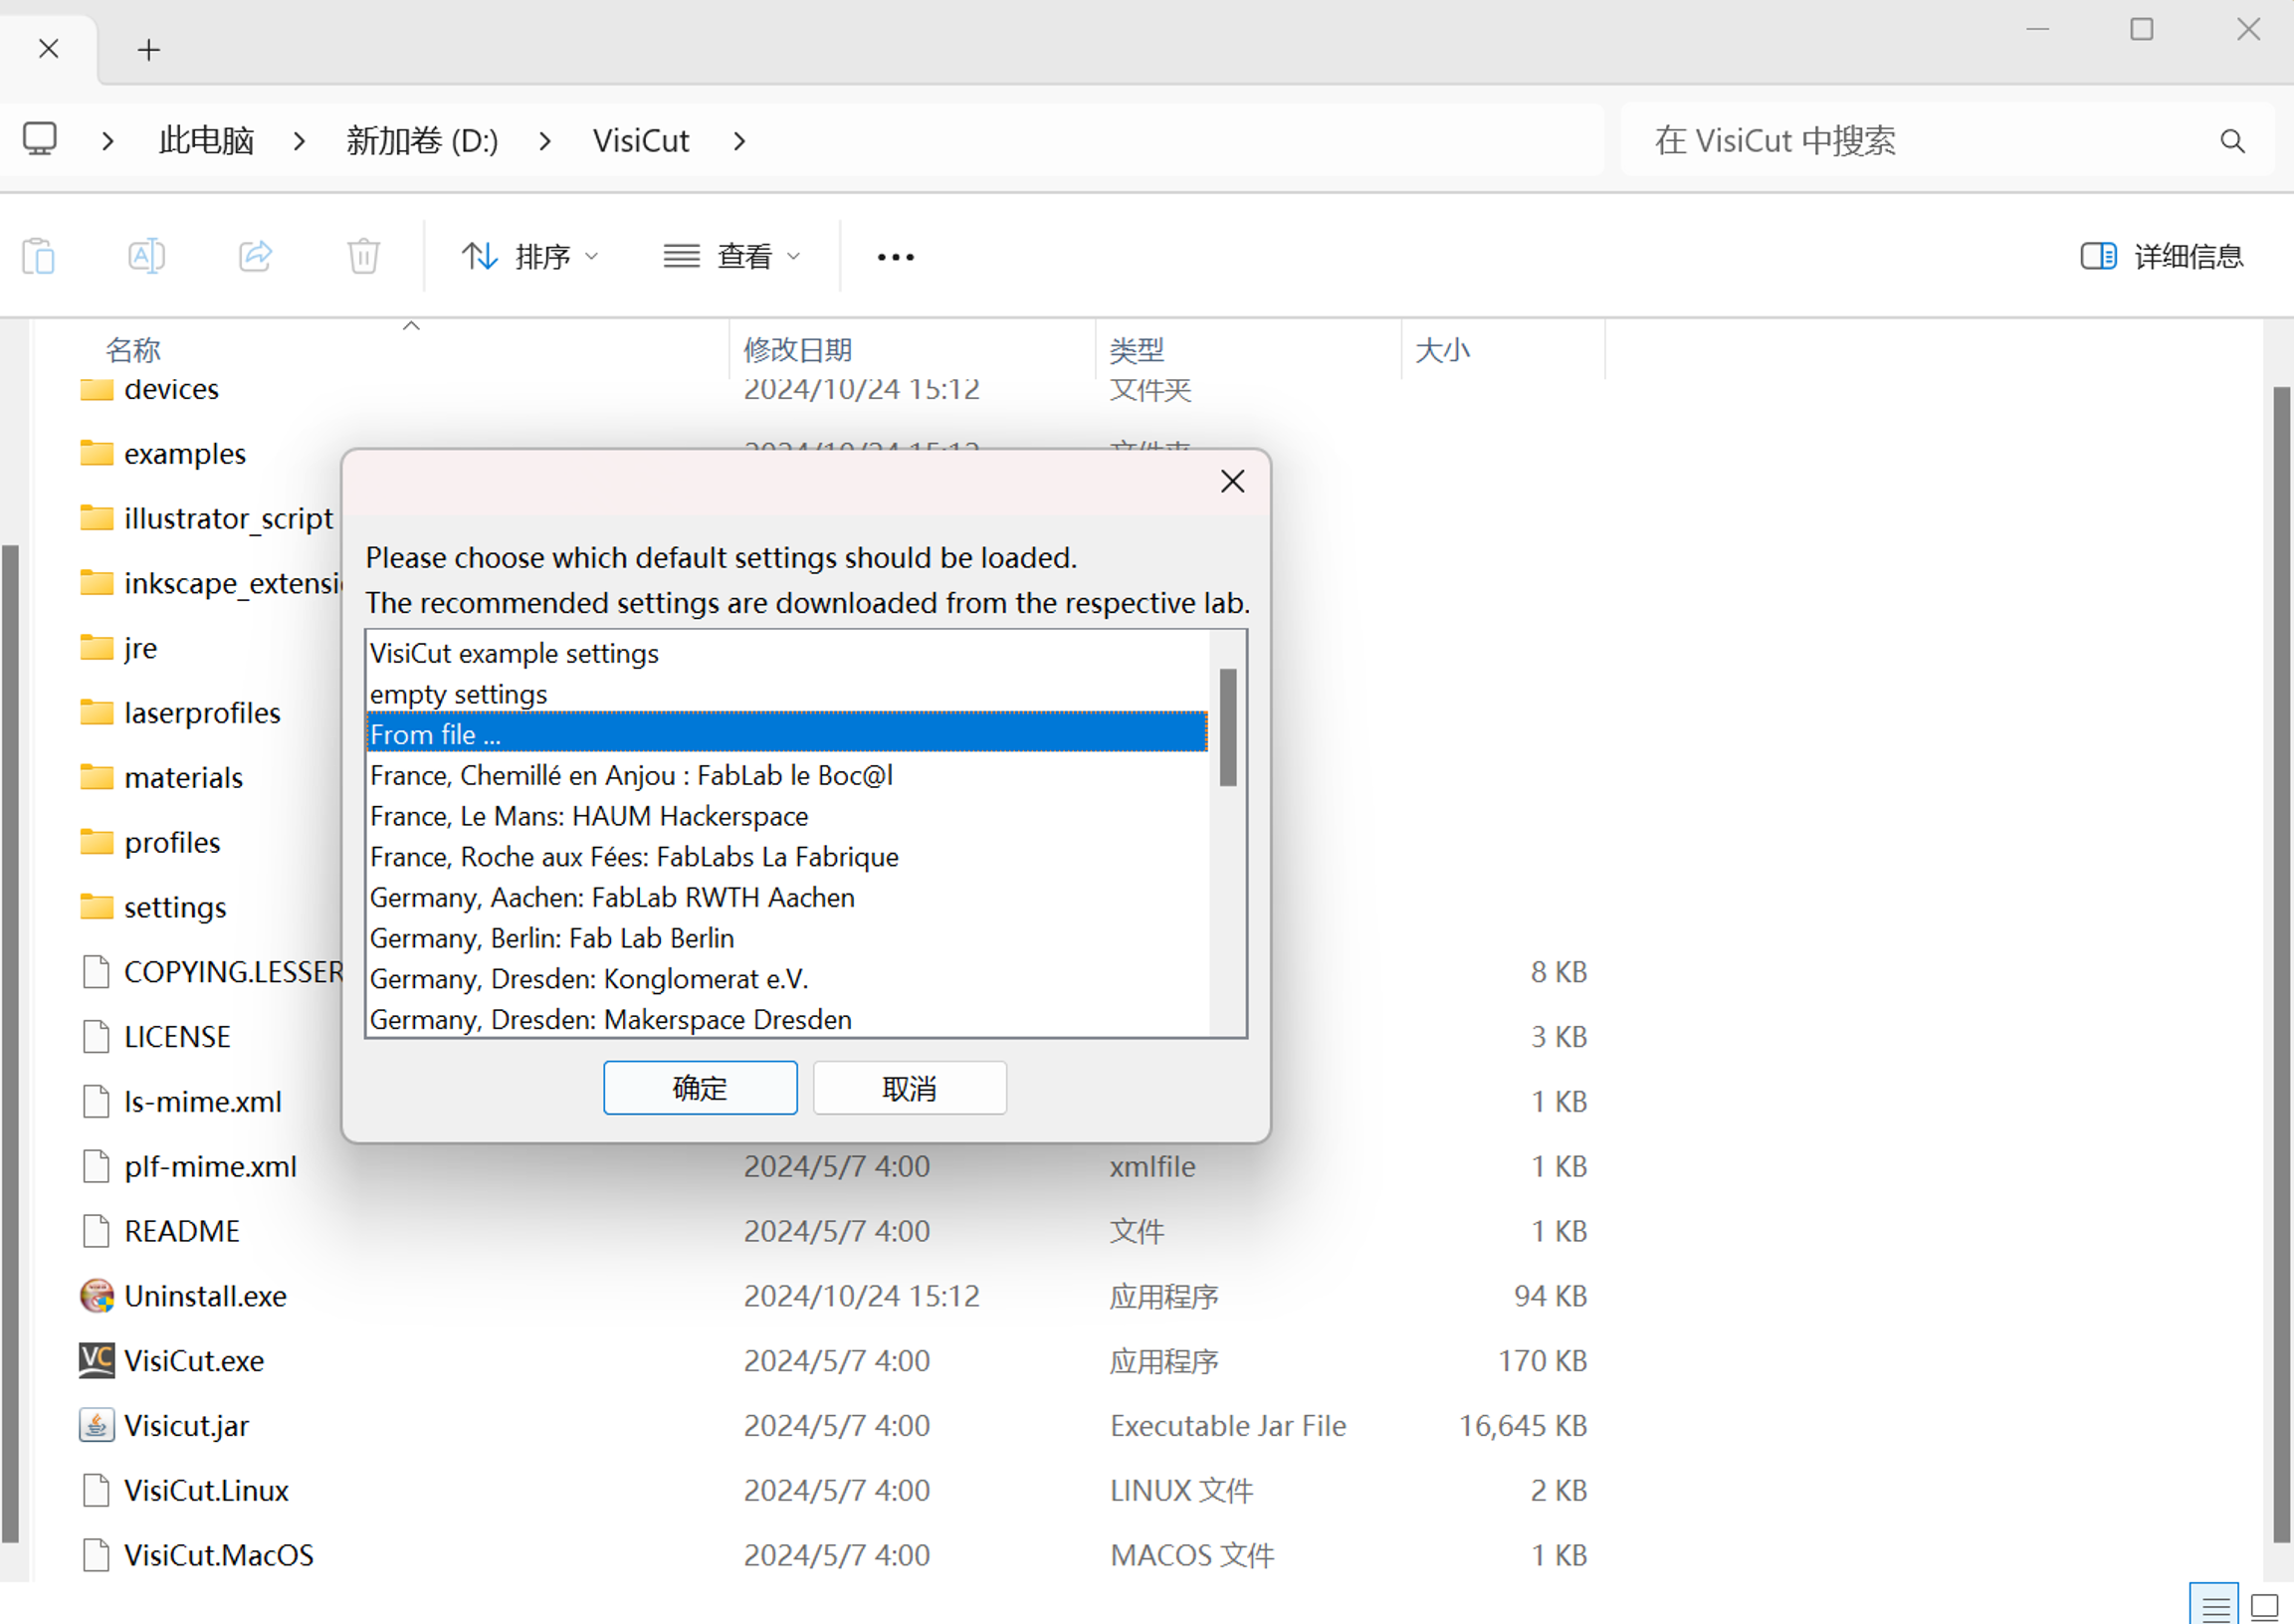 此电脑 新加卷 (D:) VisiCut 在 VisiCut 中搜索
排序 查看 ••• 详细信息
名称 修改日期 类型 大小
devices 2024/10/24 15:12 文件夹
examples 2024/10/24 15:12 文件夹
illustrator_script
inkscape_extensi
jre
laserprofiles
materials
profiles
settings
COPYING.LESSER 8 KB
LICENSE 3 KB
ls-mime.xml 1 KB
plf-mime.xml 2024/5/7 4:00 xmlfile 1 KB
README 2024/5/7 4:00 文件 1 KB
Uninstall.exe 2024/10/24 15:12 应用程序 94 KB
VisiCut.exe 2024/5/7 4:00 应用程序 170 KB
Visicut.jar 2024/5/7 4:00 Executable Jar File 16,645 KB
VisiCut.Linux 2024/5/7 4:00 LINUX 文件 2 KB
VisiCut.MacOS 2024/5/7 4:00 MACOS 文件 1 KB
Please choose which default settings should be loaded.
The recommended settings are downloaded from the respective lab.
VisiCut example settings
empty settings
From file ...
France, Chemillé en Anjou : FabLab le Boc@l
France, Le Mans: HAUM Hackerspace
France, Roche aux Fées: FabLabs La Fabrique
Germany, Aachen: FabLab RWTH Aachen
Germany, Berlin: Fab Lab Berlin
Germany, Dresden: Konglomerat e.V.
Germany, Dresden: Makerspace Dresden
确定 取消